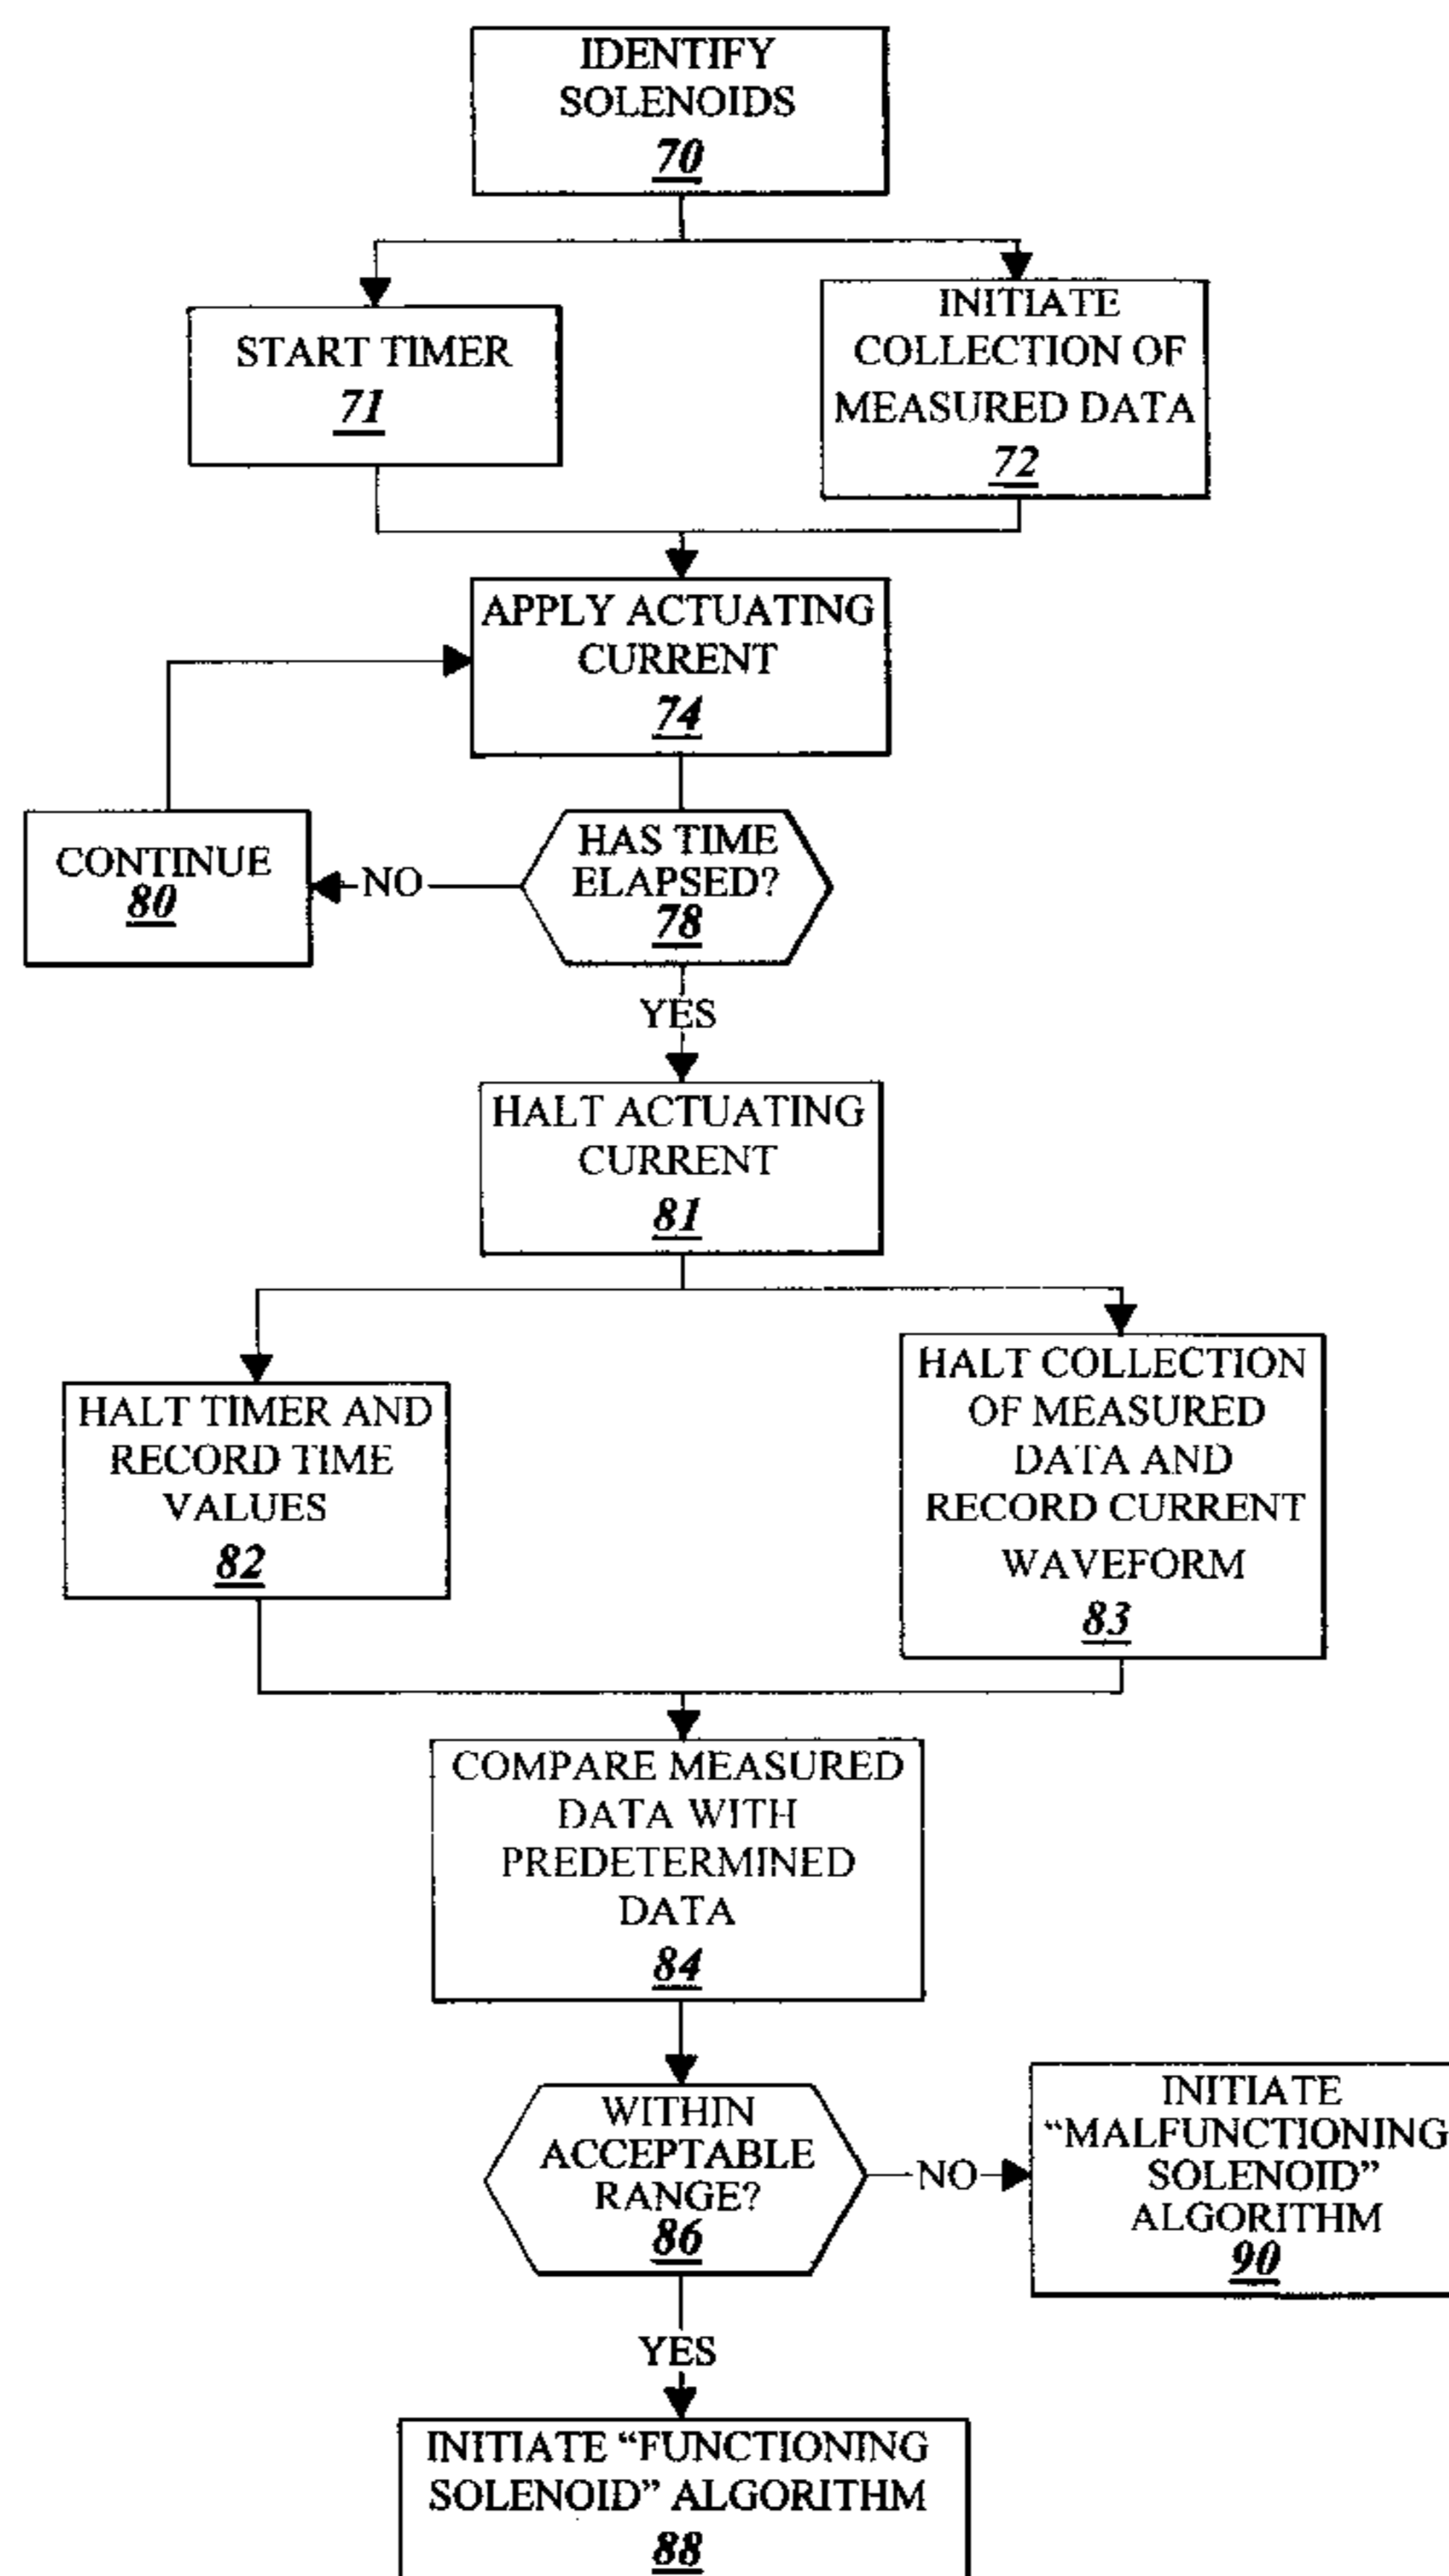 IDENTIFY
SOLENOIDS
70
START TIMER
71
INITIATE
COLLECTION OF
MEASURED DATA
72
APPLY ACTUATING
CURRENT
74
CONTINUE
80
NO
HAS TIME
ELAPSED?
78
YES
HALT ACTUATING
CURRENT
81
HALT TIMER AND
RECORD TIME
VALUES
82
HALT COLLECTION
OF MEASURED
DATA AND
RECORD CURRENT
WAVEFORM
83
COMPARE MEASURED
DATA WITH
PREDETERMINED
DATA
84
WITHIN
ACCEPTABLE
RANGE?
86
NO
INITIATE
“MALFUNCTIONING
SOLENOID”
ALGORITHM
90
YES
INITIATE “FUNCTIONING
SOLENOID” ALGORITHM
88